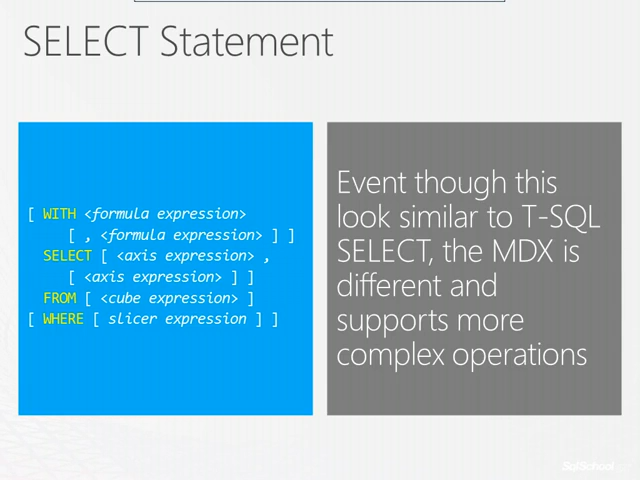 SELECT Statement
[ WITH <formula expression>
[ , <formula expression> ] ]
SELECT [ <axis expression> ,
[ <axis expression> ] ]
FROM [ <cube expression> ]
[ WHERE [ slicer expression ] ]
Event though this
look similar to T-SQL
SELECT, the MDX is
different and
supports more
complex operations